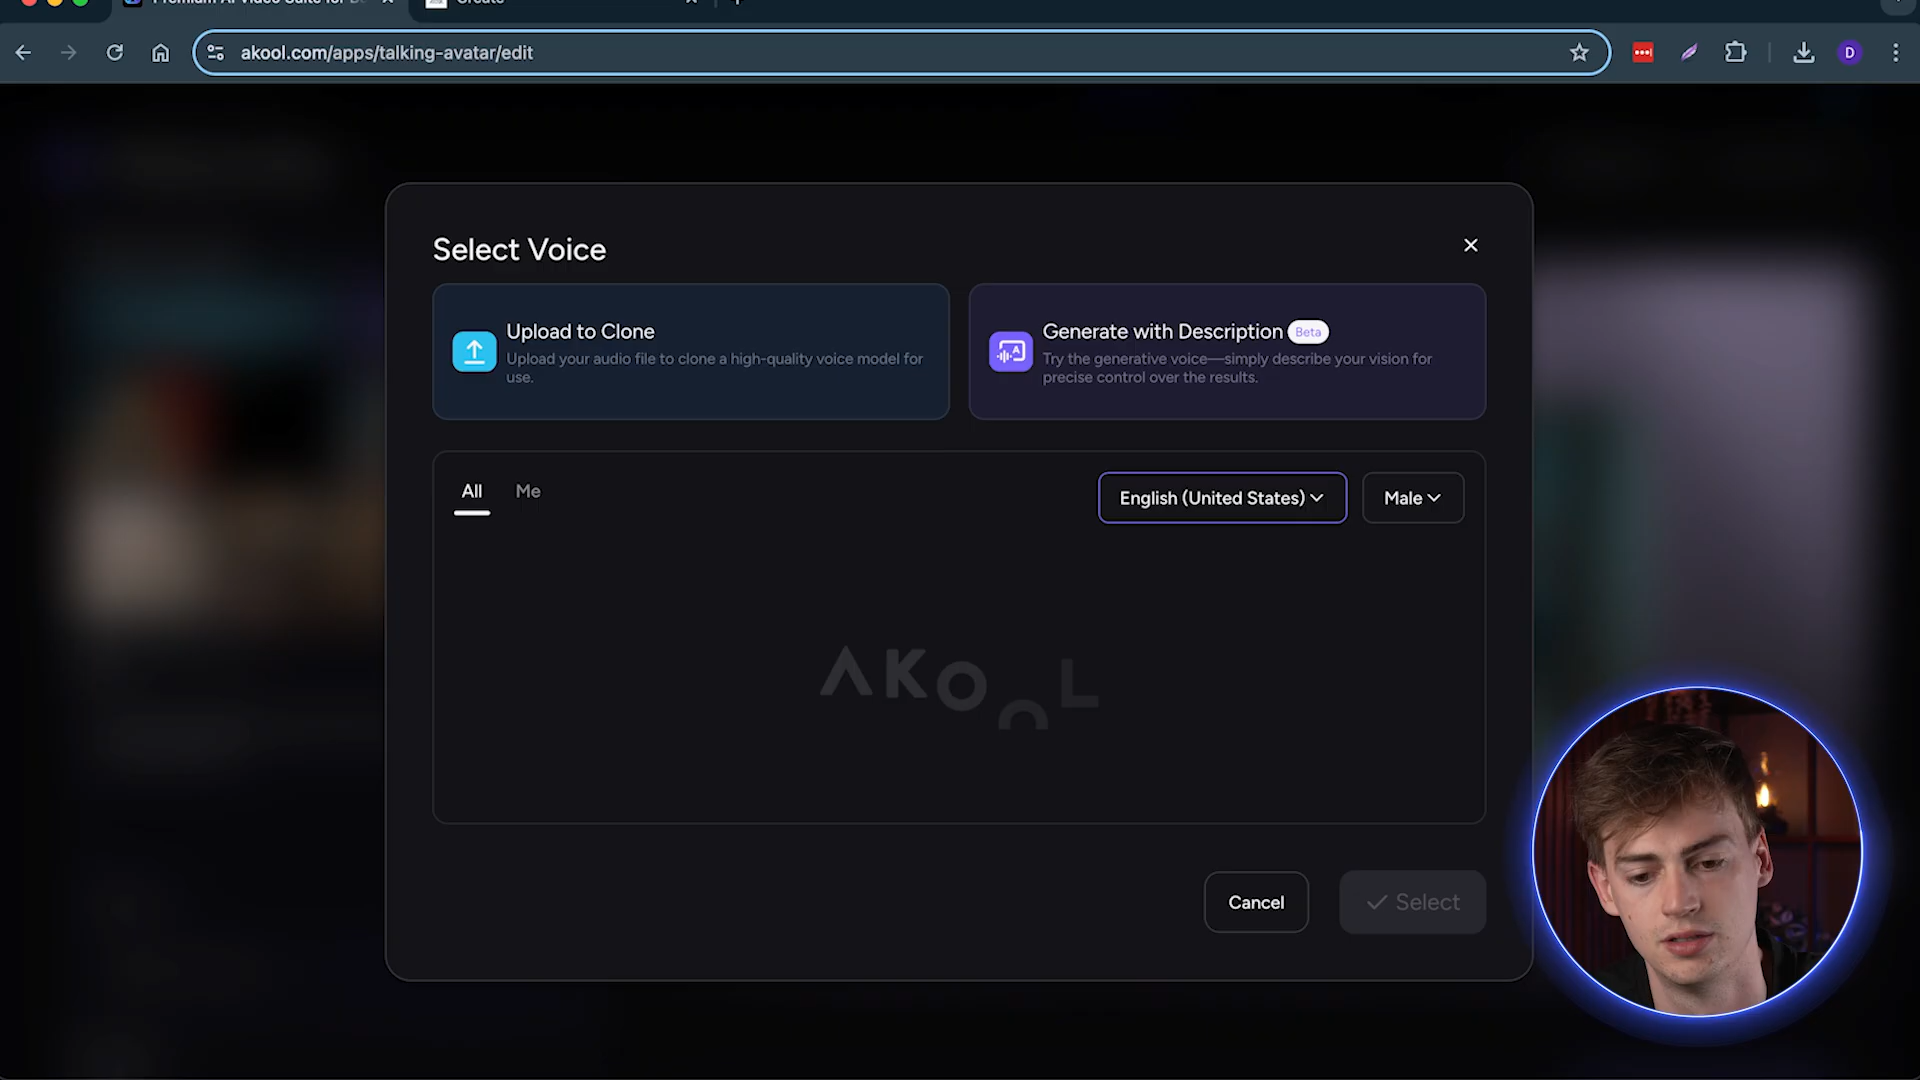 Create
akool.com/apps/talking-avatar/edit
D
Select Voice
Upload to Clone
Upload your audio file to clone a high-quality voice model for
use.
Generate with Description Beta
Try the generative voice—simply describe your vision for
precise control over the results.
All Me
English (United States) Male
AKOOL
Cancel
Select